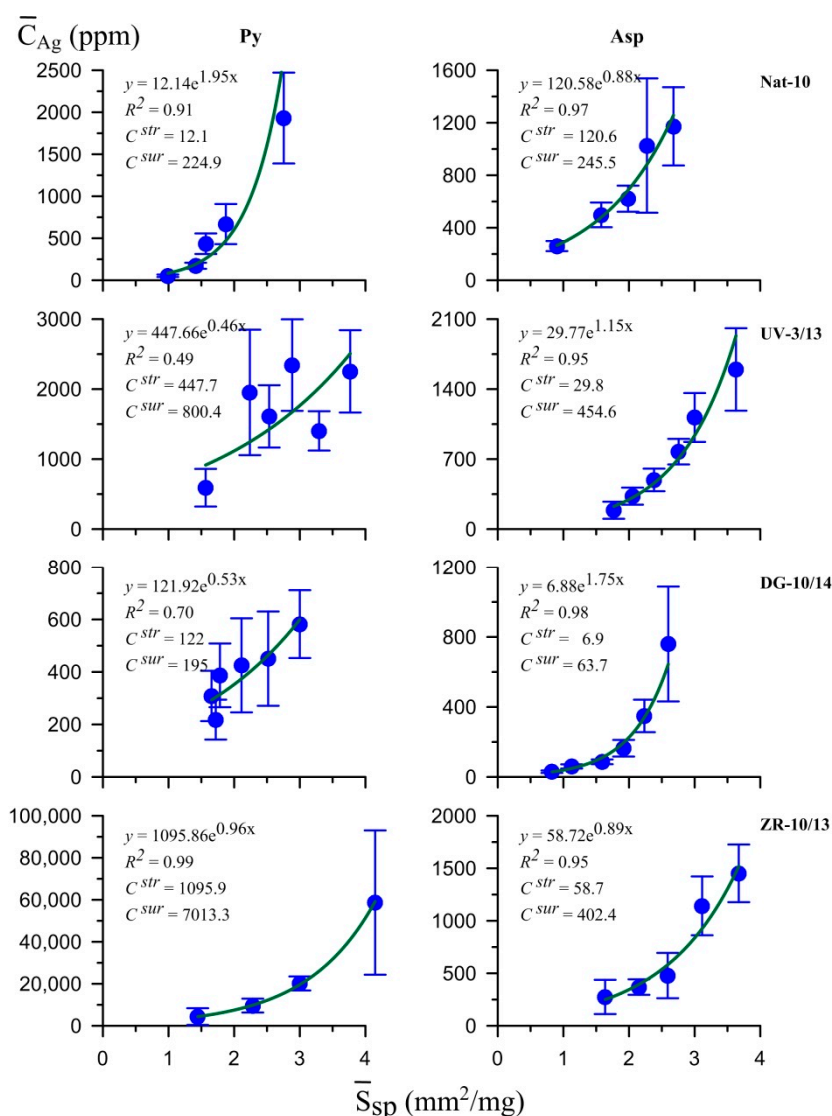 C̅Ag (ppm)
Py
Asp
2500
2000
1500
1000
500
0
y = 12.14e^1.95x
R² = 0.91
C str = 12.1
C sur = 224.9
1600
1200
800
400
0
y = 120.58e^0.88x
R² = 0.97
C str = 120.6
C sur = 245.5
Nat-10
3000
2000
1000
0
y = 447.66e^0.46x
R² = 0.49
C str = 447.7
C sur = 800.4
2100
1400
700
0
y = 29.77e^1.15x
R² = 0.95
C str = 29.8
C sur = 454.6
UV-3/13
800
600
400
200
0
y = 121.92e^0.53x
R² = 0.70
C str = 122
C sur = 195
1200
800
400
0
y = 6.88e^1.75x
R² = 0.98
C str = 6.9
C sur = 63.7
DG-10/14
100,000
80,000
60,000
40,000
20,000
0
y = 1095.86e^0.96x
R² = 0.99
C str = 1095.9
C sur = 7013.3
0 1 2 3 4
2000
1500
1000
500
0
y = 58.72e^0.89x
R² = 0.95
C str = 58.7
C sur = 402.4
ZR-10/13
0 1 2 3 4
S̅sp (mm²/mg)